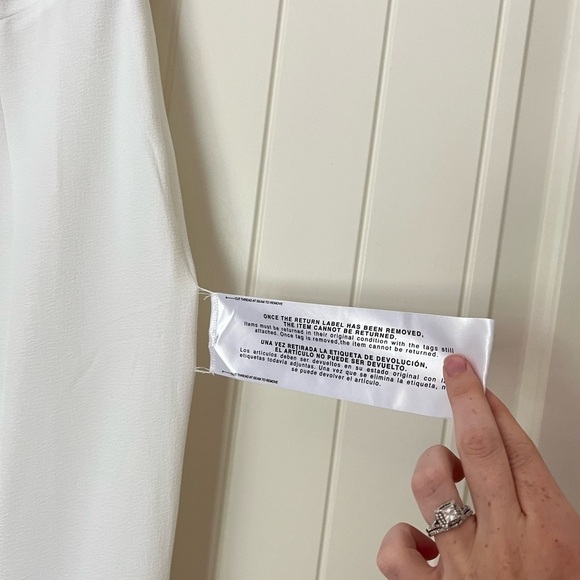 CUT THREAD AT SEAM TO REMOVE
ONCE THE RETURN LABEL HAS BEEN REMOVED,
THE ITEM CANNOT BE RETURNED.
Items must be returned in their original condition with the tags still
attached. Once tag is removed,the item cannot be returned.
UNA VEZ RETIRADA LA ETIQUETA DE DEVOLUCIÓN,
EL ARTÍCULO NO PUEDE SER DEVUELTO.
Los artículos deben ser devueltos en su estado original con la
etiquetas todavía adjuntas. Una vez que se elimina la etiqueta,
se puede devolver el artículo.
CUT THREAD AT SEAM TO REMOVE